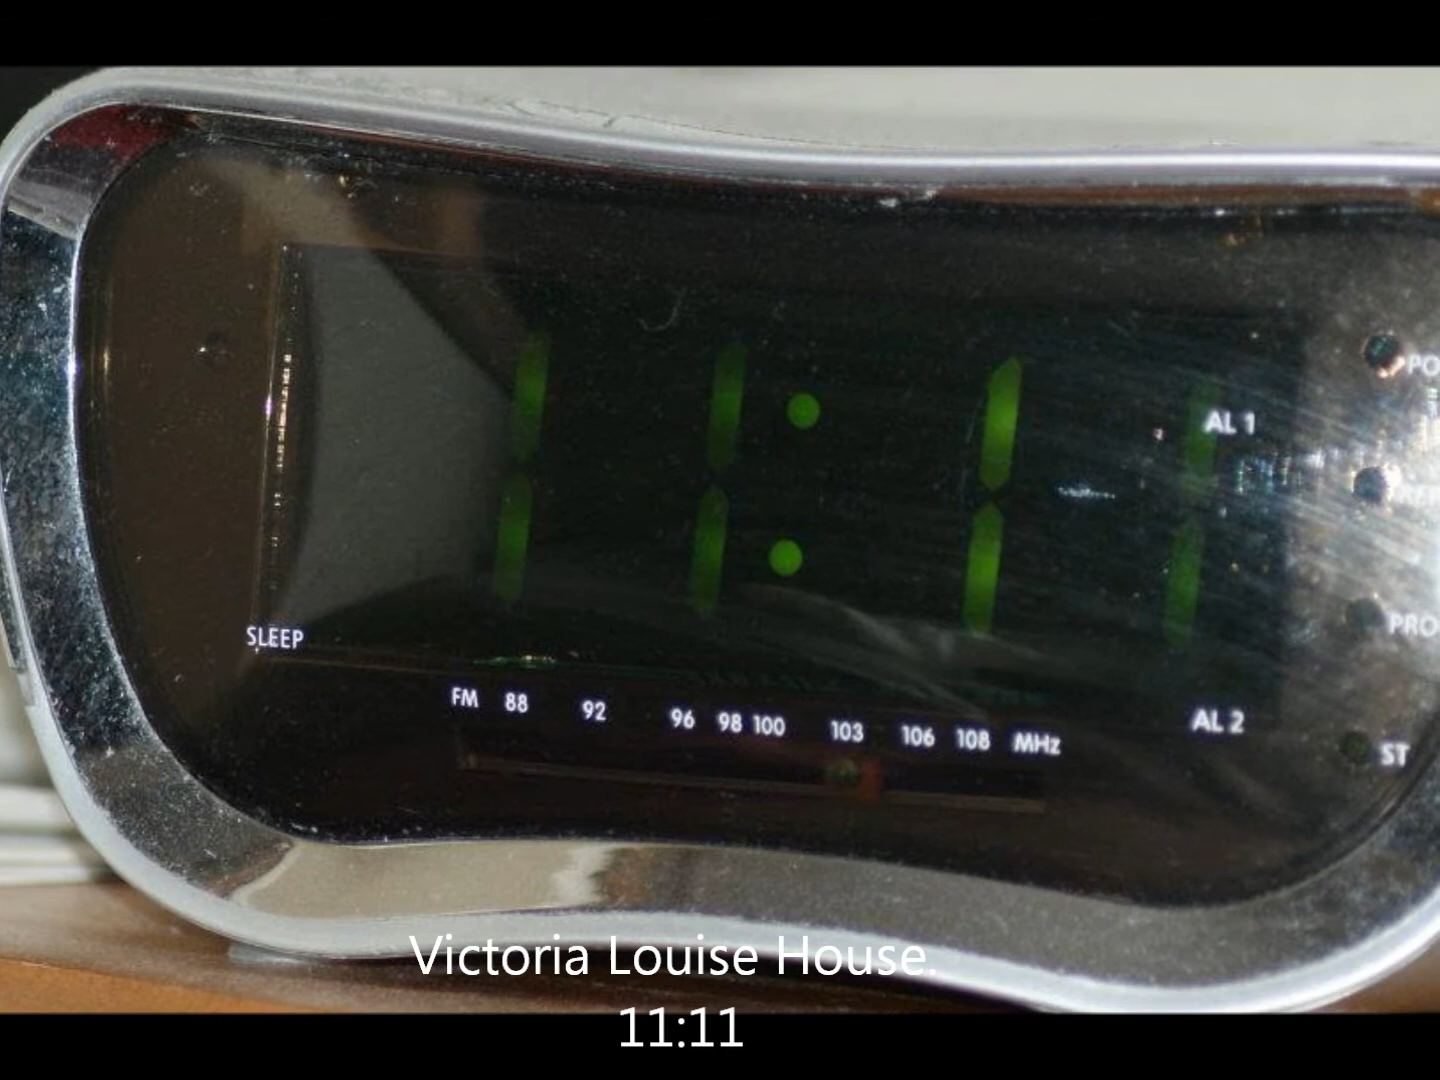 11:11
AL 1
SLEEP
FM 88 92 96 98 100 103 106 108 MHz
AL 2
ST
Victoria Louise House.
11:11